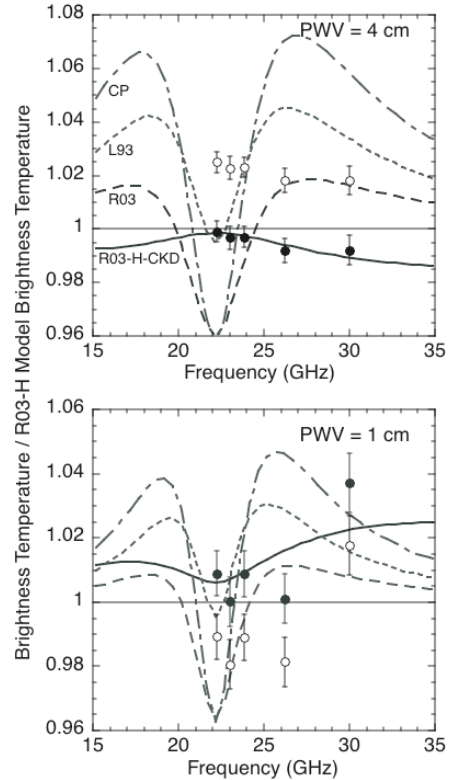 Brightness Temperature / R03-H Model Brightness Temperature
PWV = 4 cm
1.08
1.06
1.04
1.02
1
0.98
0.96
CP
L93
R03
R03-H-CKD
15 20 25 30 35
Frequency (GHz)
PWV = 1 cm
1.06
1.04
1.02
1
0.98
0.96
15 20 25 30 35
Frequency (GHz)